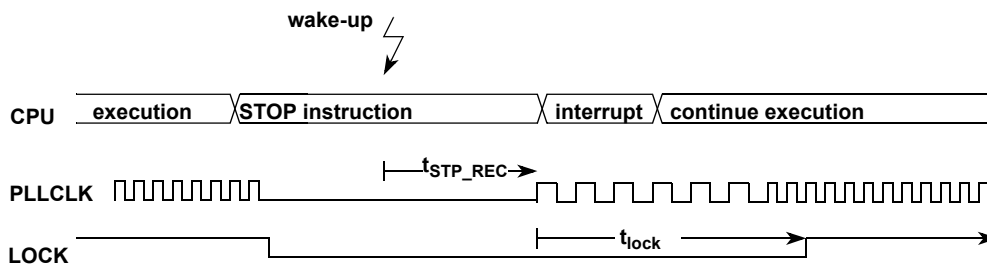 wake-up
CPU execution STOP instruction interrupt continue execution
tSTP_REC
PLLCLK
tlock
LOCK